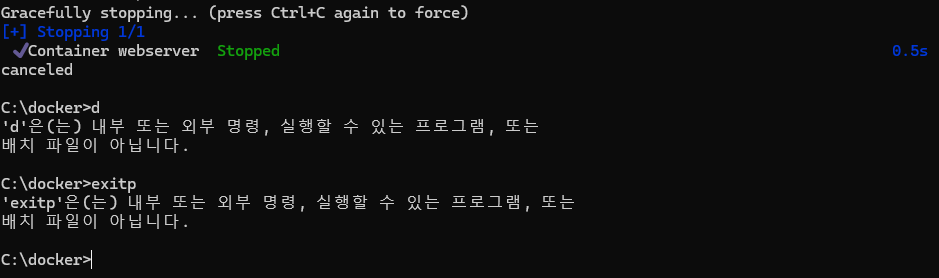 Gracefully stopping... (press Ctrl+C again to force)
[+] Stopping 1/1
✔Container webserver  Stopped 0.5s
canceled
C:\docker>d
'd'은(는) 내부 또는 외부 명령, 실행할 수 있는 프로그램, 또는
배치 파일이 아닙니다.
C:\docker>exitp
'exitp'은(는) 내부 또는 외부 명령, 실행할 수 있는 프로그램, 또는
배치 파일이 아닙니다.
C:\docker>